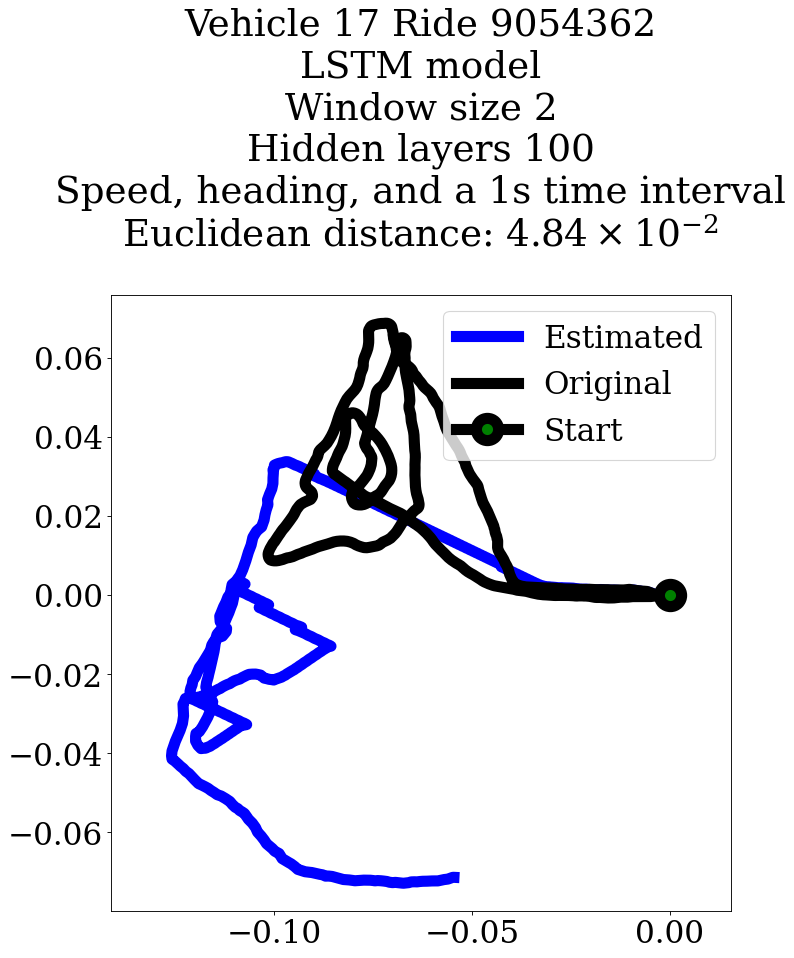 Vehicle 17 Ride 9054362
LSTM model
Window size 2
Hidden layers 100
Speed, heading, and a 1s time interval
Euclidean distance: 4.84 × 10⁻²
Estimated
Original
Start
0.06
0.04
0.02
0.00
−0.02
−0.04
−0.06
−0.10
−0.05
0.00